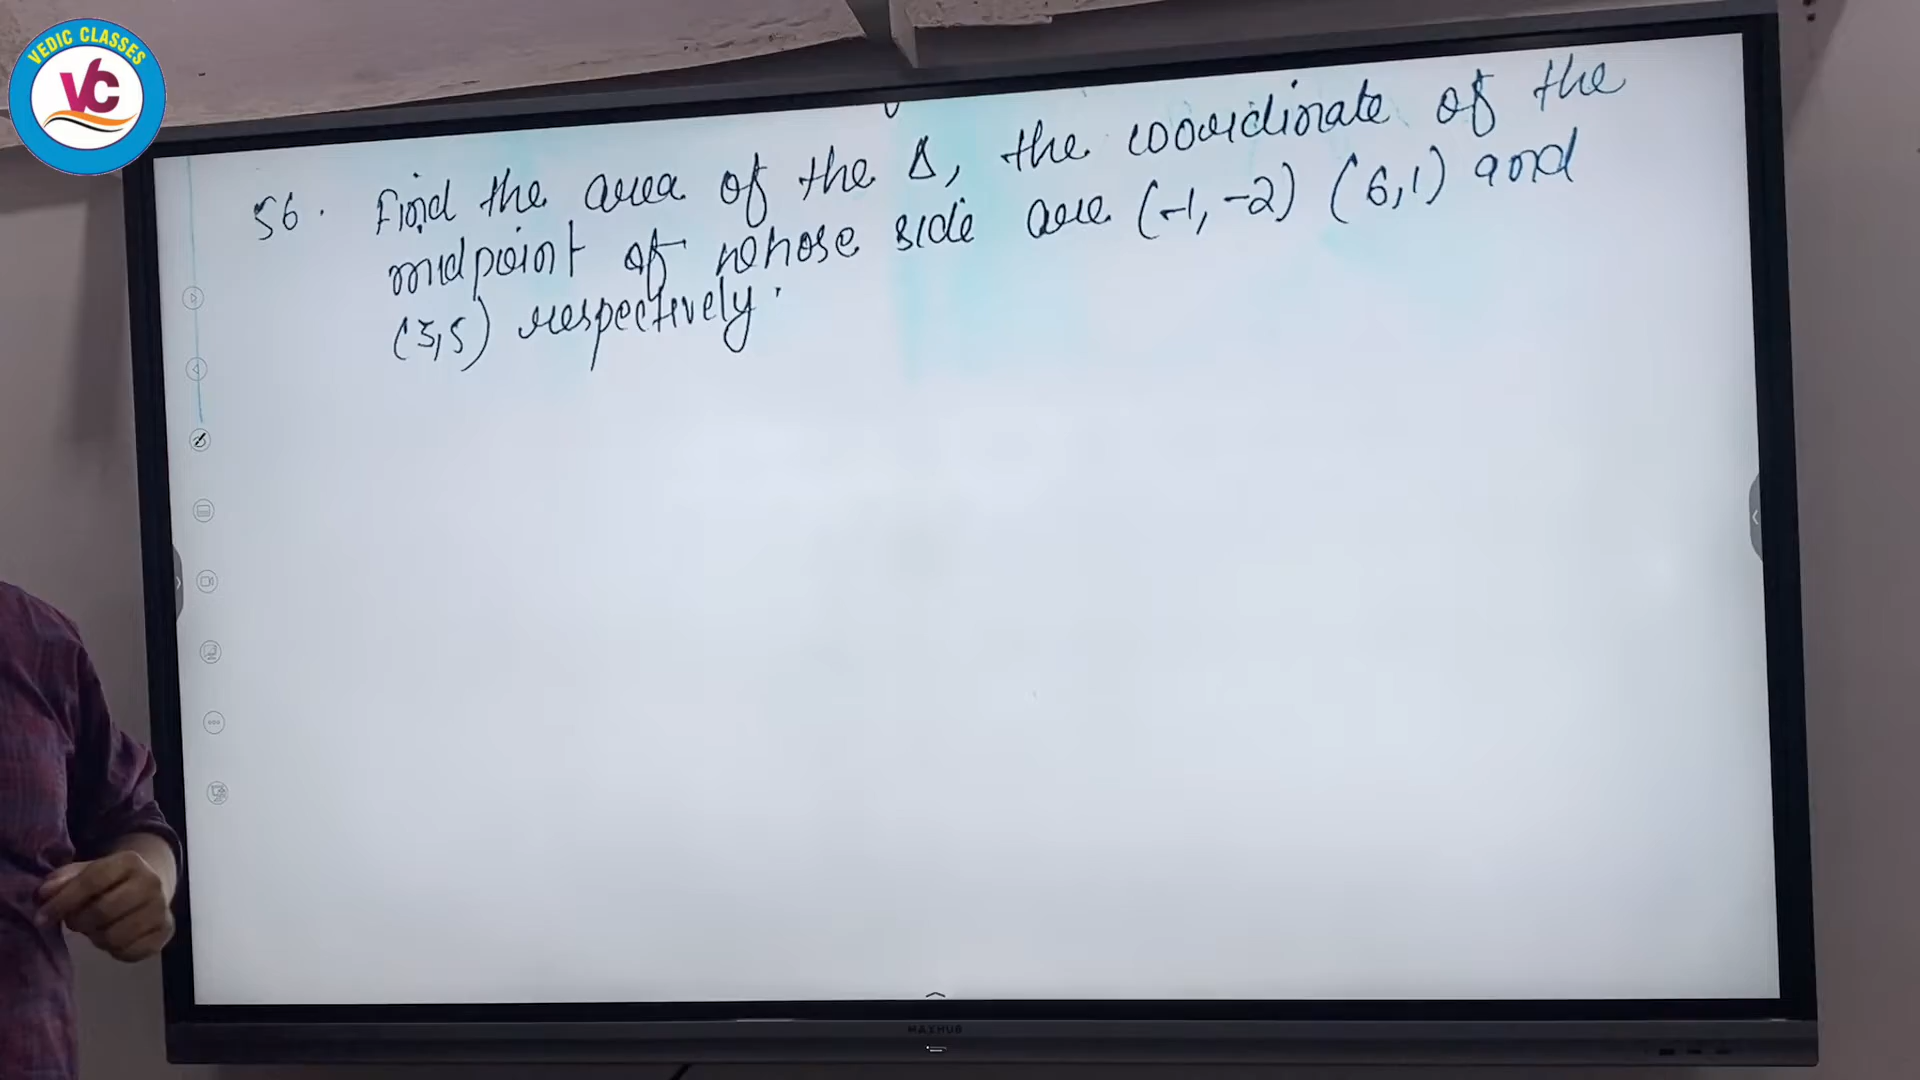 VEDIC CLASSES
VC
56. Find the area of the Δ, the coordinate of the
midpoint of whose side are (-1, -2) (6,1) and
(3,5) respectively.
MAXHUB